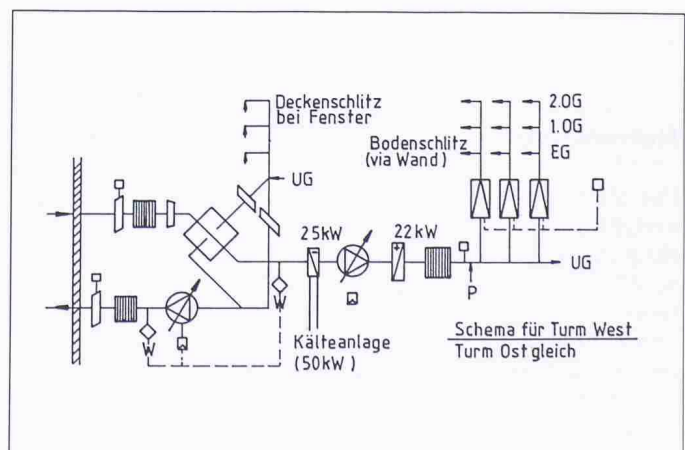 Deckenschlitz
bei Fenster
2.OG
1.OG
Bodenschlitz
(via Wand)
EG
UG
25kW
22kW
UG
P
Kälteanlage
(50kW)
Schema für Turm West
Turm Ost gleich